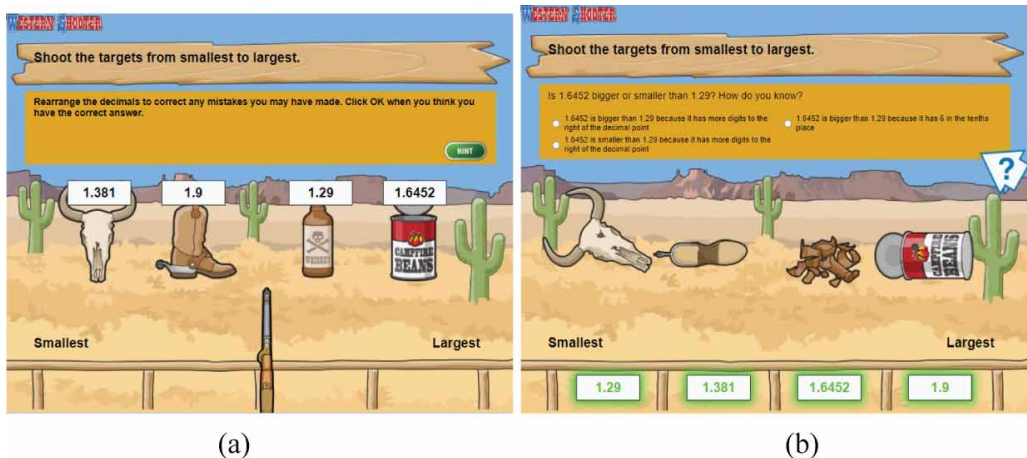 WESTERN SHOOTER
Shoot the targets from smallest to largest.
Rearrange the decimals to correct any mistakes you may have made. Click OK when you think you
have the correct answer.
HINT
1.381
1.9
1.29
1.6452
CAMPFIRE
BEANS
Smallest
Largest
(a)
WESTERN SHOOTER
Shoot the targets from smallest to largest.
Is 1.6452 bigger or smaller than 1.29? How do you know?
1.6452 is bigger than 1.29 because it has more digits to the
right of the decimal point
1.6452 is bigger than 1.29 because it has 6 in the tenths
place
1.6452 is smaller than 1.29 because it has more digits to the
right of the decimal point
?
CAMPFIRE
BEANS
Smallest
Largest
1.29
1.381
1.6452
1.9
(b)